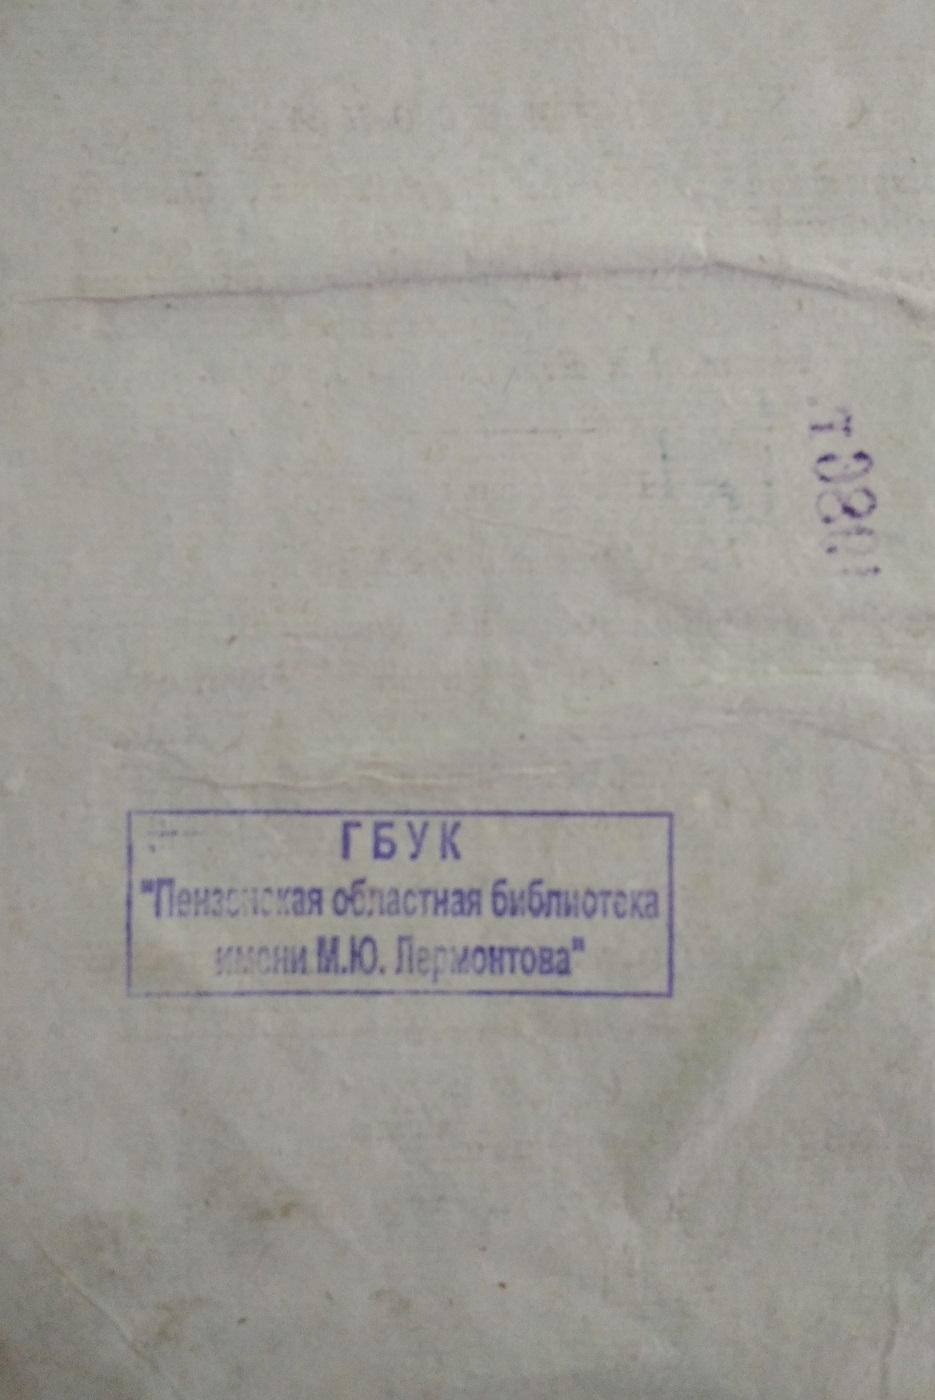 ГБУК
"Пензенская областная библиотека
имени М.Ю. Лермонтова"